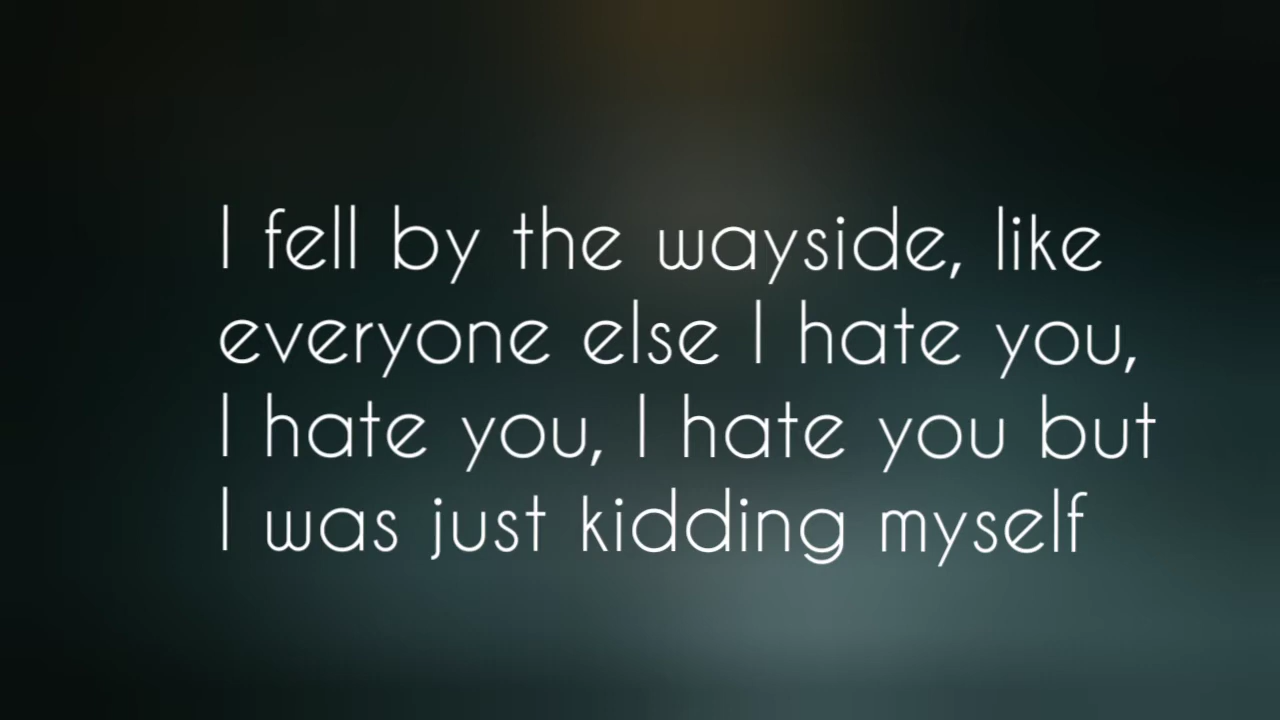 I fell by the wayside, like
everyone else I hate you,
I hate you, I hate you but
I was just kidding myself